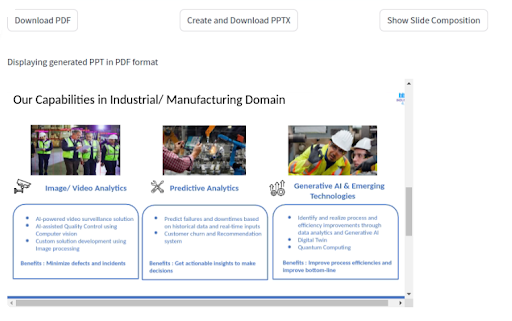 Download PDF
Create and Download PPTX
Show Slide Composition
Displaying generated PPT in PDF format
Our Capabilities in Industrial/ Manufacturing Domain
Image/ Video Analytics
AI-powered video surveillance solution
AI-assisted Quality Control using
Computer vision
Custom solution development using
Image processing
Benefits : Minimize defects and incidents
Predictive Analytics
Predict failures and downtimes based
on historical data and real-time inputs
Customer churn and Recommendation
system
Benefits : Get actionable insights to make
decisions
Generative AI & Emerging
Technologies
Identify and realize process and
efficiency improvements through
data analytics and Generative AI
Digital Twin
Quantum Computing
Benefits : Improve process efficiencies and
improve bottom-line